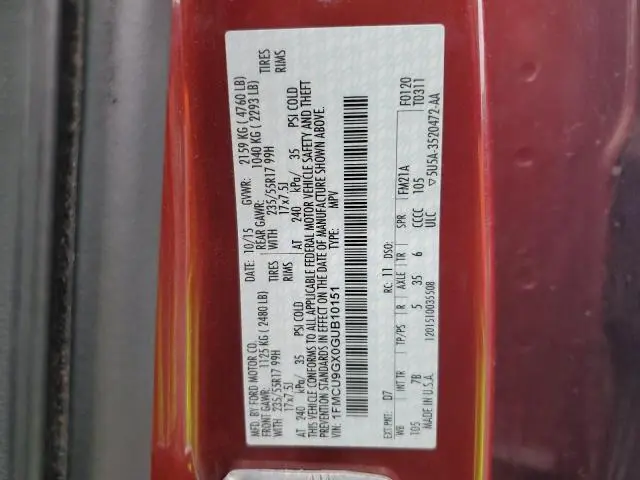 MFD. BY FORD MOTOR CO.
DATE: 10/15 GVWR: 2159 KG ( 4760 LB)
FRONT GAWR: 1125 KG ( 2480 LB) REAR GAWR: 1040 KG ( 2293 LB)
WITH 235/55R17 99H TIRES WITH 235/55R17 99H TIRES
17x7.5J RIMS 17x7.5J RIMS
AT 240 kPa/ 35 PSI COLD AT 240 kPa/ 35 PSI COLD
THIS VEHICLE CONFORMS TO ALL APPLICABLE FEDERAL MOTOR VEHICLE SAFETY AND THEFT
PREVENTION STANDARDS IN EFFECT ON THE DATE OF MANUFACTURE SHOWN ABOVE.
VIN: 1FMCU9GX0GUB10151 TYPE: MPV
EXT PNT: D7 RC: 11 DSO: FM21A F0120
WB INT TR TP/PS R AXLE TR SPR T0311
105 7B 5 35 6 CCCC 105
MADE IN U.S.A. 1201510035508 ULC ▽5U5A-3520472-AA